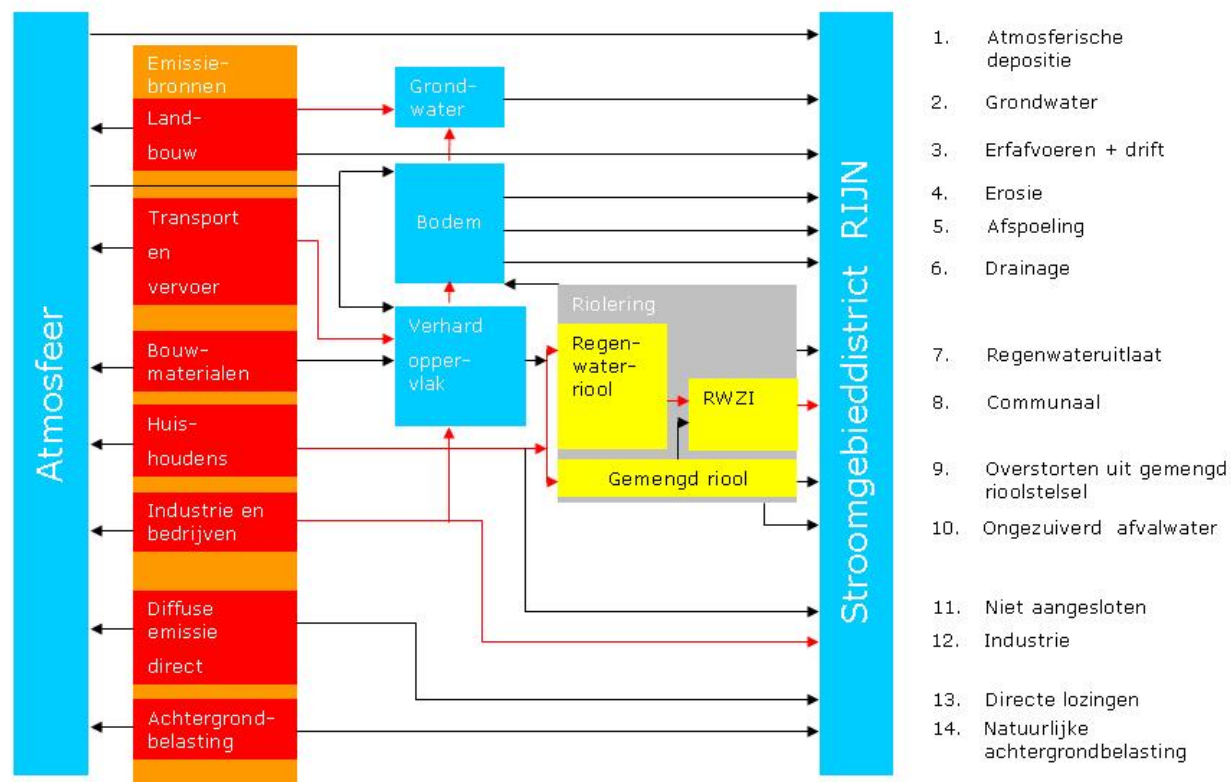 Atmosfeer
Emissie-
bronnen
Land-
bouw
Transport
en
vervoer
Bouw-
materialen
Huis-
houdens
Industrie en
bedrijven
Diffuse
emissie
direct
Achtergrond-
belasting
Grond-
water
Bodem
Verhard
opper-
vlak
Riolering
Regen-
water-
riool
RWZI
Gemengd riool
Stroomgebieddistrict RIJN
1. Atmosferische
depositie
2. Grondwater
3. Erfafvoeren + drift
4. Erosie
5. Afspoeling
6. Drainage
7. Regenwateruitlaat
8. Communaal
9. Overstorten uit gemengd
rioolstelsel
10. Ongezuiverd afvalwater
11. Niet aangesloten
12. Industrie
13. Directe lozingen
14. Natuurlijke
achtergrondbelasting